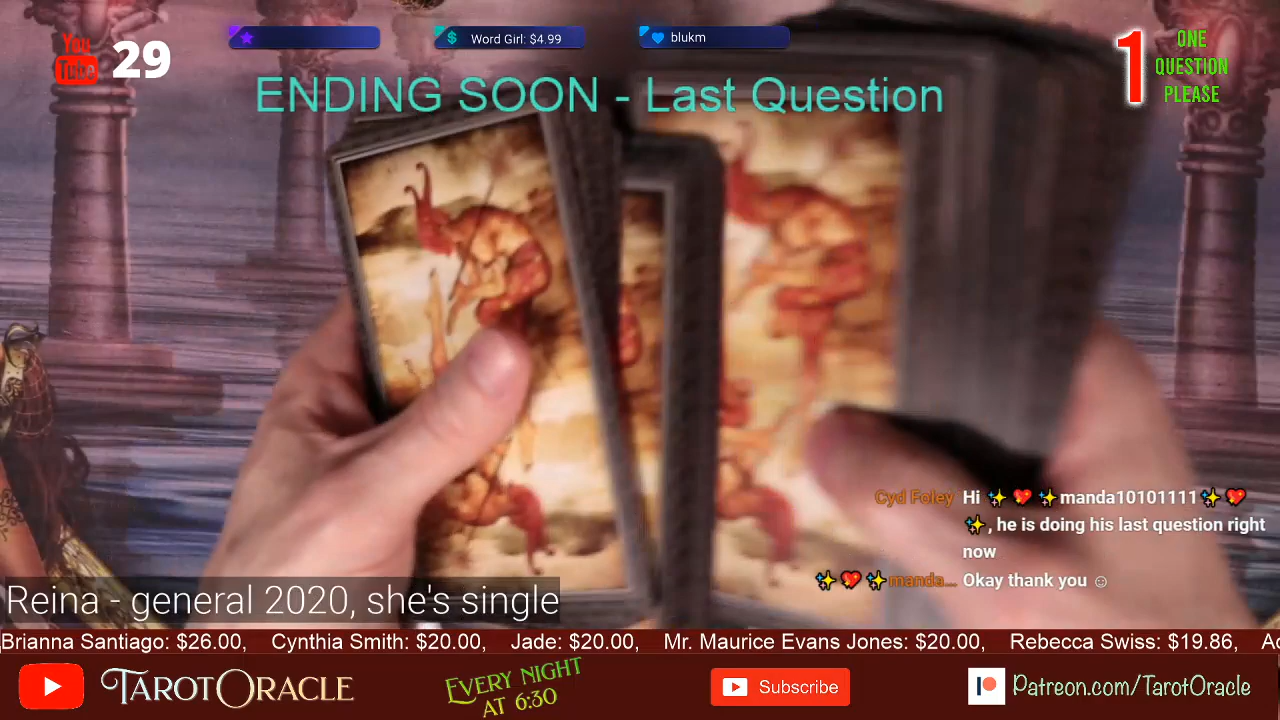 You
Tube
29
Word Girl: $4.99
blukm
1
ONE
QUESTION
PLEASE
ENDING SOON - Last Question
Cyd Foley Hi ✨ 💖 ✨manda10101111✨ 💖
✨, he is doing his last question right
now
✨ 💖 ✨manda... Okay thank you ☺
Reina - general 2020, she's single
Brianna Santiago: $26.00, Cynthia Smith: $20.00, Jade: $20.00, Mr. Maurice Evans Jones: $20.00, Rebecca Swiss: $19.86,
TAROTORACLE
EVERY NIGHT
AT 6:30
Subscribe
Patreon.com/TarotOracle